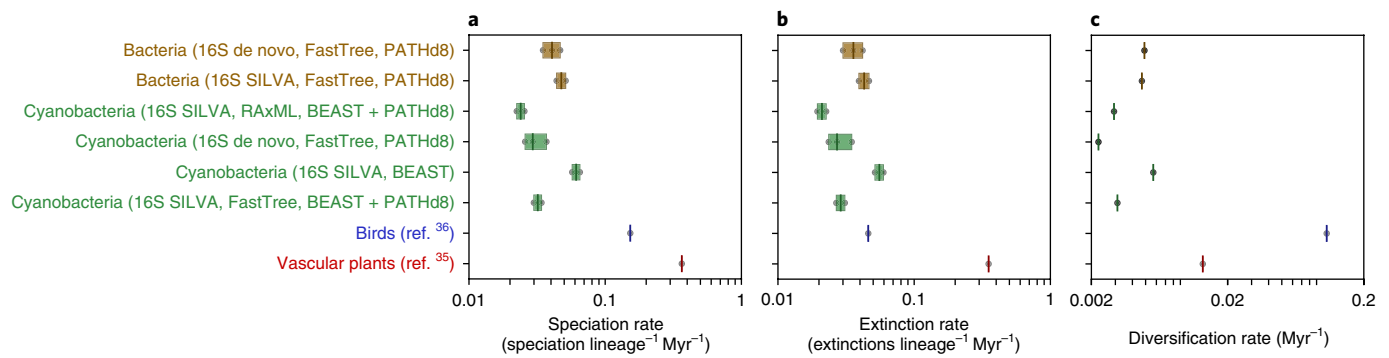 a
b
c
Bacteria (16S de novo, FastTree, PATHd8)
Bacteria (16S SILVA, FastTree, PATHd8)
Cyanobacteria (16S SILVA, RAxML, BEAST + PATHd8)
Cyanobacteria (16S de novo, FastTree, PATHd8)
Cyanobacteria (16S SILVA, BEAST)
Cyanobacteria (16S SILVA, FastTree, BEAST + PATHd8)
Birds (ref. 36)
Vascular plants (ref. 35)
0.01 0.1 1
Speciation rate
(speciation lineage⁻¹ Myr⁻¹)
0.01 0.1 1
Extinction rate
(extinctions lineage⁻¹ Myr⁻¹)
0.002 0.02 0.2
Diversification rate (Myr⁻¹)